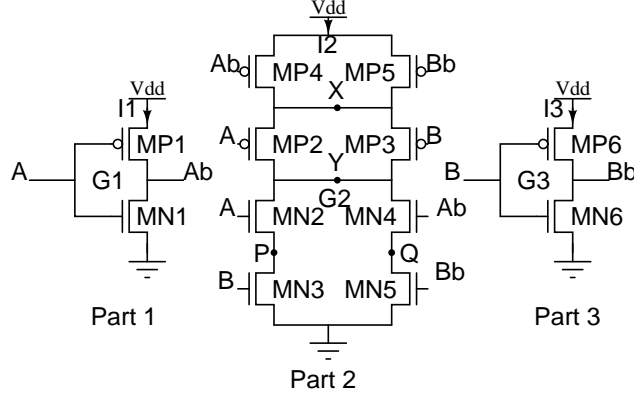 Vdd
I2
Ab MP4 MP5 Bb
X
Vdd Vdd
I1 I3
A MP2 MP3 B
MP1 MP6
Y
A G1 Ab B G3 Bb
G2
A MN2 MN4 Ab
MN1 MN6
P Q
B MN3 MN5 Bb
Part 1 Part 3
Part 2